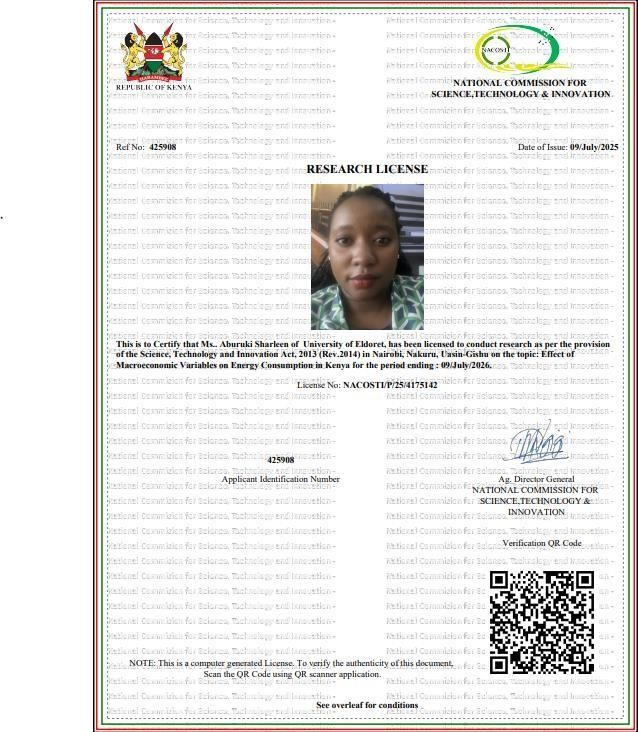 HARAMBEE
REPUBLIC OF KENYA
NACOSTI
NATIONAL COMMISSION FOR
SCIENCE,TECHNOLOGY & INNOVATION
Ref No: 425908
Date of Issue: 09/July/2025
RESEARCH LICENSE
This is to Certify that Ms.. Aburuki Sharleen of University of Eldoret, has been licensed to conduct research as per the provision
of the Science, Technology and Innovation Act, 2013 (Rev.2014) in Nairobi, Nakuru, Uasin-Gishu on the topic: Effect of
Macroeconomic Variables on Energy Consumption in Kenya for the period ending : 09/July/2026.
License No: NACOSTI/P/25/4175142
425908
Applicant Identification Number
Ag. Director General
NATIONAL COMMISSION FOR
SCIENCE,TECHNOLOGY &
INNOVATION
Verification QR Code
NOTE: This is a computer generated License. To verify the authenticity of this document,
Scan the QR Code using QR scanner application.
See overleaf for conditions